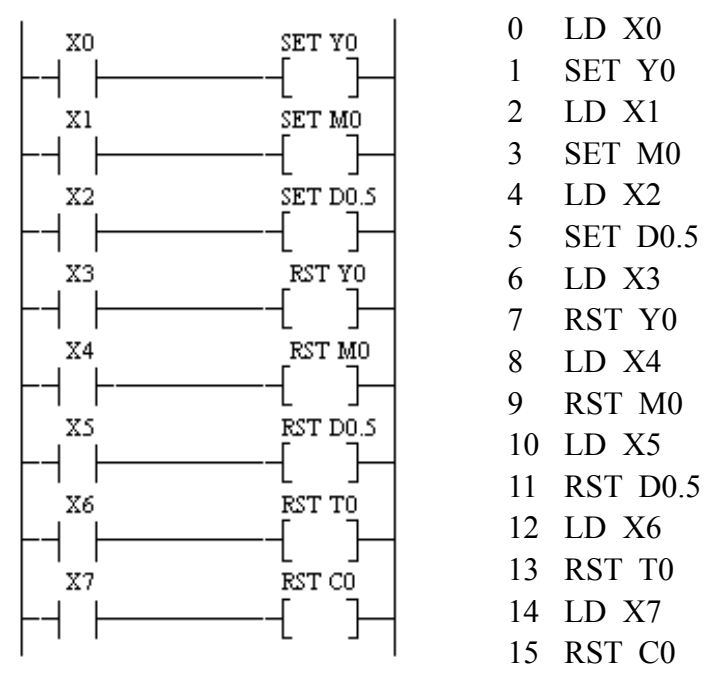 X0 SET Y0
X1 SET M0
X2 SET D0.5
X3 RST Y0
X4 RST M0
X5 RST D0.5
X6 RST T0
X7 RST C0
0 LD X0
1 SET Y0
2 LD X1
3 SET M0
4 LD X2
5 SET D0.5
6 LD X3
7 RST Y0
8 LD X4
9 RST M0
10 LD X5
11 RST D0.5
12 LD X6
13 RST T0
14 LD X7
15 RST C0